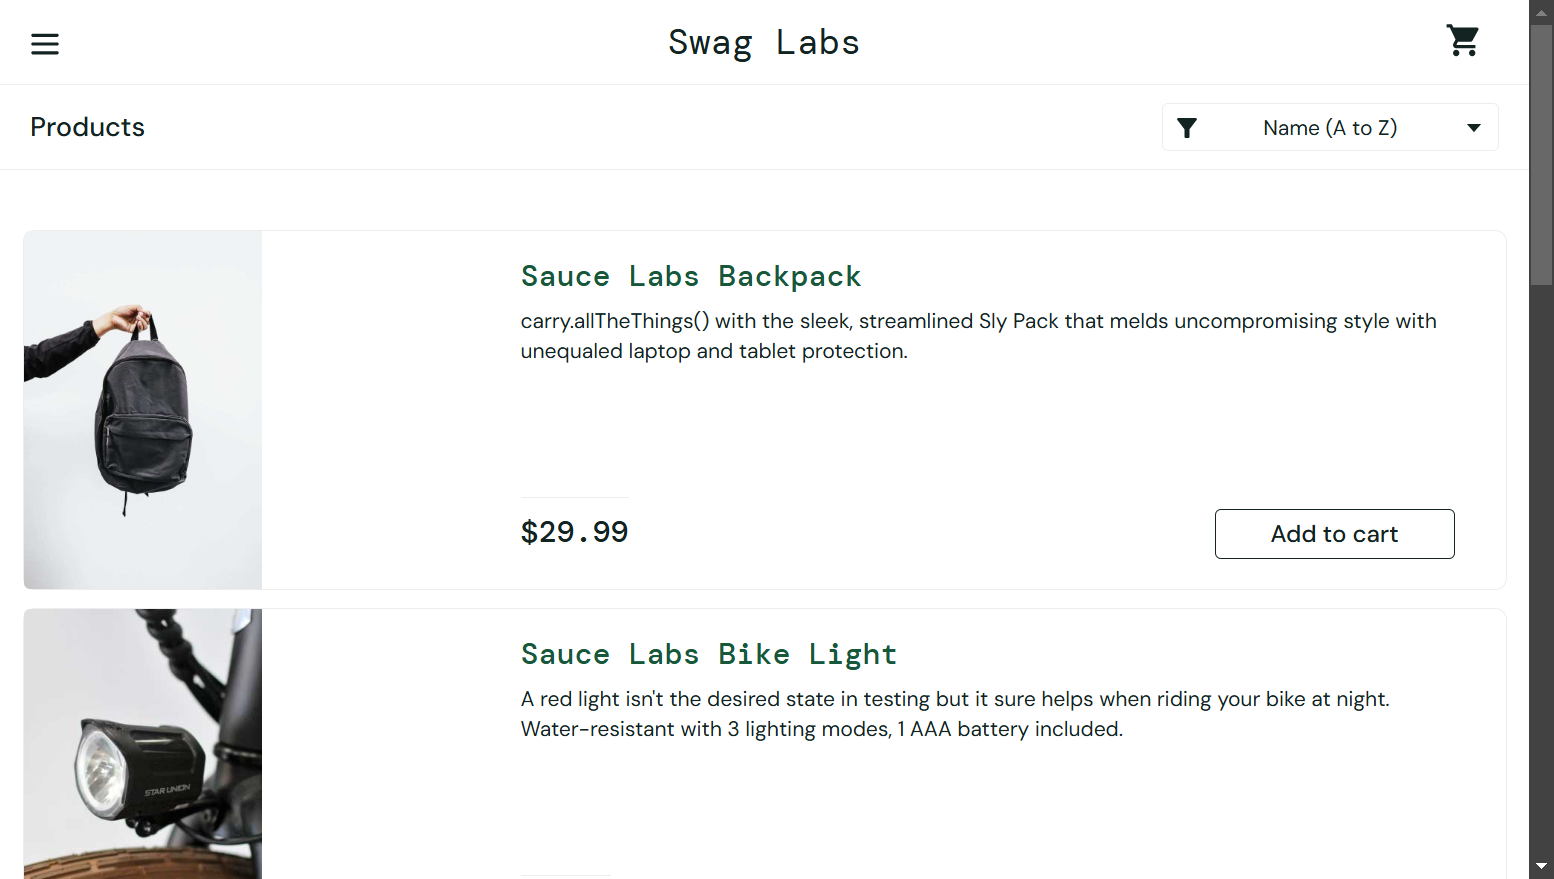 Swag Labs
Products
Name (A to Z)
Sauce Labs Backpack
carry.allTheThings() with the sleek, streamlined Sly Pack that melds uncompromising style with
unequaled laptop and tablet protection.
$29.99
Add to cart
Sauce Labs Bike Light
A red light isn't the desired state in testing but it sure helps when riding your bike at night.
Water-resistant with 3 lighting modes, 1 AAA battery included.
STAR UNION